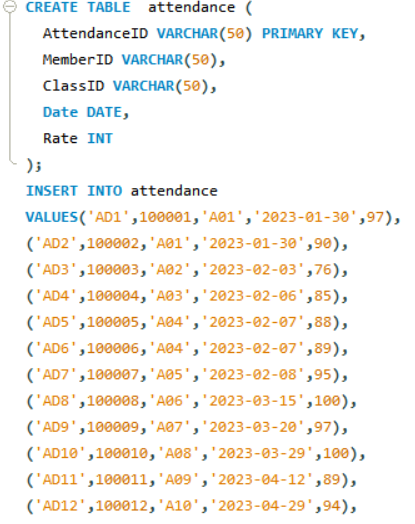 CREATE TABLE  attendance (
AttendanceID VARCHAR(50) PRIMARY KEY,
MemberID VARCHAR(50),
ClassID VARCHAR(50),
Date DATE,
Rate INT
);
INSERT INTO attendance
VALUES('AD1',100001,'A01','2023-01-30',97),
('AD2',100002,'A01','2023-01-30',90),
('AD3',100003,'A02','2023-02-03',76),
('AD4',100004,'A03','2023-02-06',85),
('AD5',100005,'A04','2023-02-07',88),
('AD6',100006,'A04','2023-02-07',89),
('AD7',100007,'A05','2023-02-08',95),
('AD8',100008,'A06','2023-03-15',100),
('AD9',100009,'A07','2023-03-20',97),
('AD10',100010,'A08','2023-03-29',100),
('AD11',100011,'A09','2023-04-12',89),
('AD12',100012,'A10','2023-04-29',94),